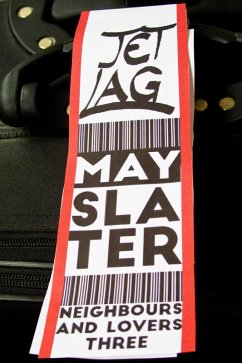 JET
LAG
MAY
SLA
TER
NEIGHBOURS
AND LOVERS
THREE